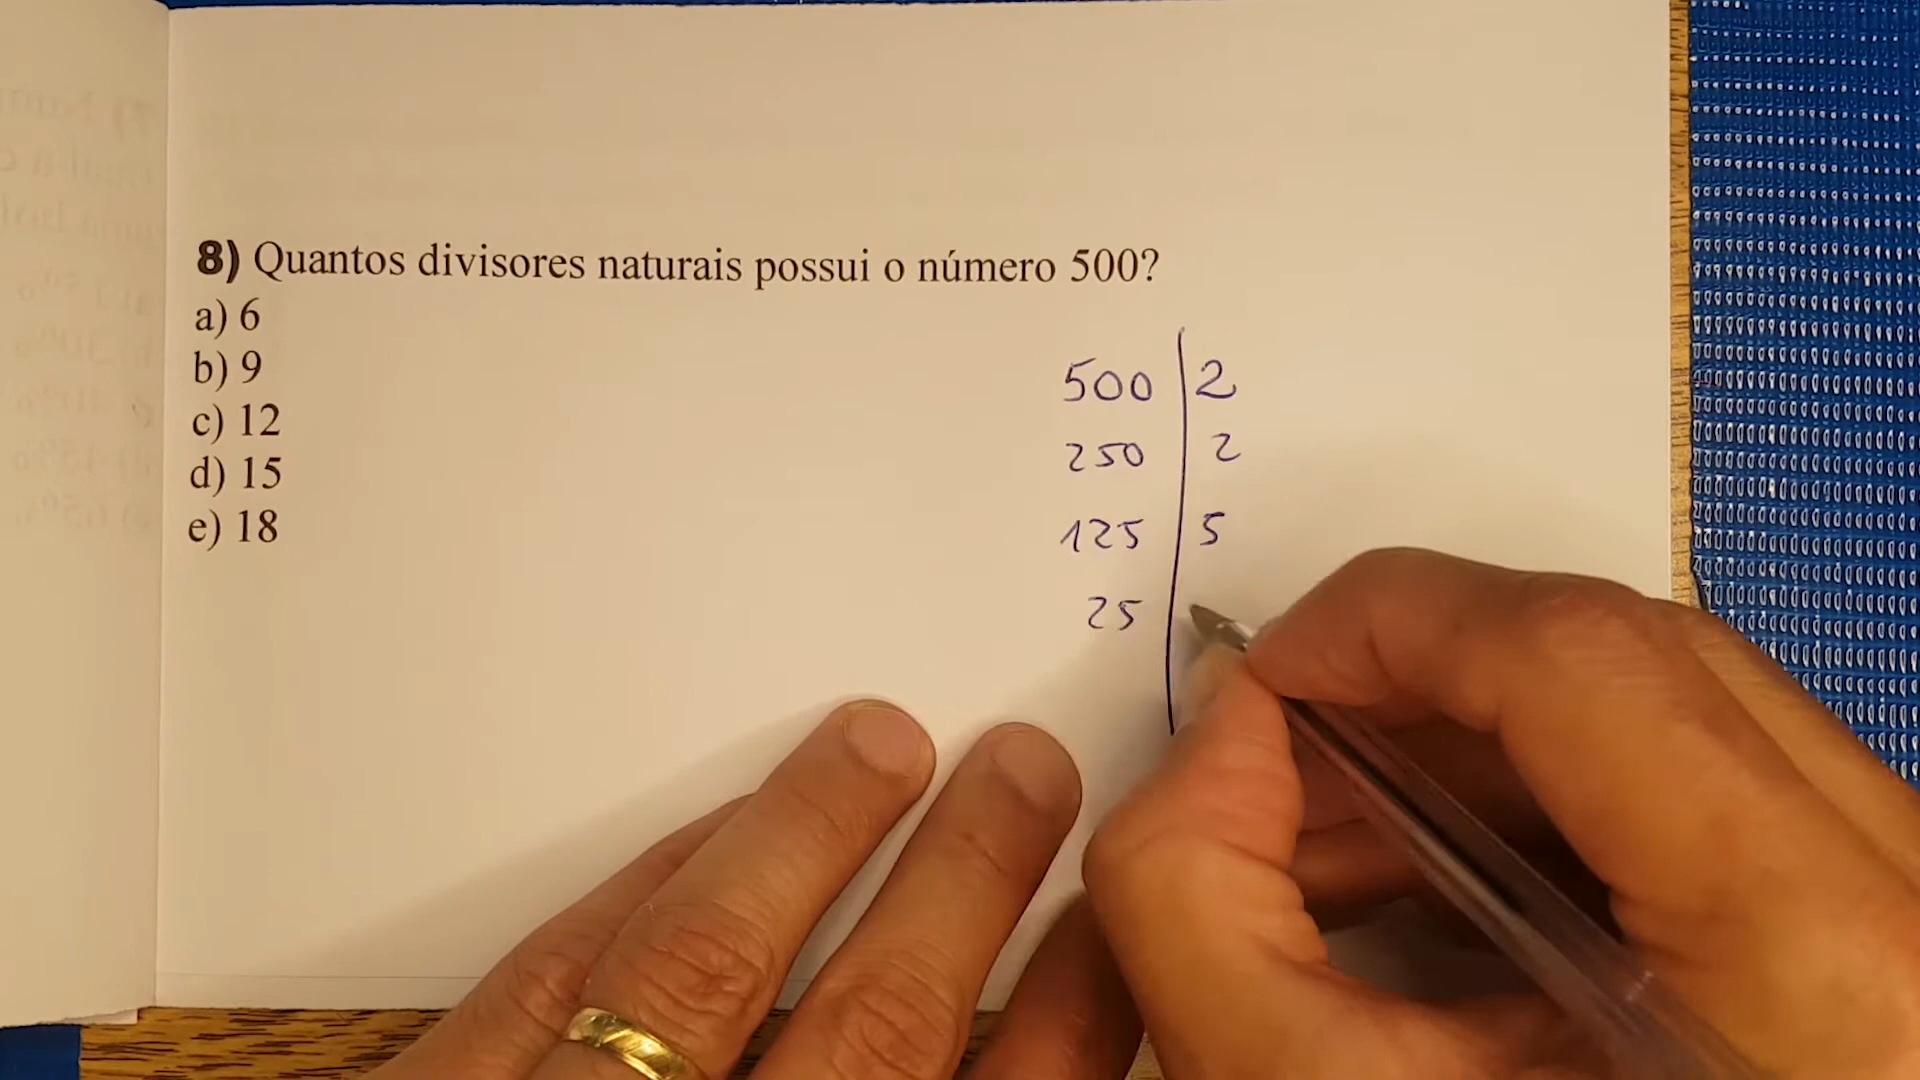 8) Quantos divisores naturais possui o número 500?
a) 6
b) 9
c) 12
d) 15
e) 18
500 | 2
250 | 2
125 | 5
25 |